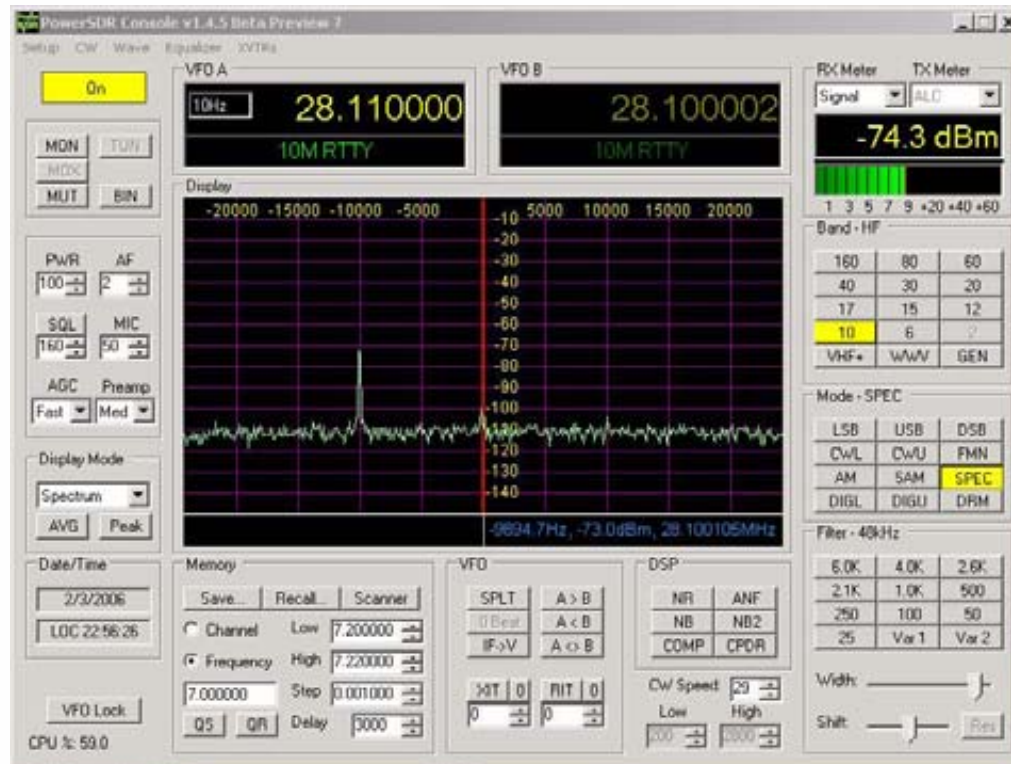 PowerSDR Console v1.4.5 Beta Preview 7
Setup CW Wave Equalizer XVTRs
On
MON TUN
MOX
MUT BIN
PWR AF
100 2
SQL MIC
160 50
AGC Preamp
Fast Med
Display Mode
Spectrum
AVG Peak
Date/Time
2/3/2006
LOC 22:56:26
VFO Lock
CPU %: 59.0
VFO A
10Hz 28.110000
10M RTTY
VFO B
28.100002
10M RTTY
Display
-20000 -15000 -10000 -5000 5000 10000 15000 20000
-10
-20
-30
-40
-50
-60
-70
-80
-90
-100
-120
-130
-140
-9894.7Hz, -73.0dBm, 28.100105MHz
Memory
Save... Recall... Scanner
Channel Low 7.200000
Frequency High 7.220000
7.000000 Step 0.001000
QS QR Delay 3000
VFO
SPLT A > B
0 Beat A < B
IF->V A <> B
XIT 0 RIT 0
0 0
DSP
NR ANF
NB NB2
COMP CPDR
CW Speed: 29
Low High
200 2800
RX Meter TX Meter
Signal ALC
-74.3 dBm
1 3 5 7 9 +20 +40 +60
Band - HF
160 80 60
40 30 20
17 15 12
10 6 2
VHF+ WWV GEN
Mode - SPEC
LSB USB DSB
CWL CWU FMN
AM SAM SPEC
DIGL DIGU DRM
Filter - 48kHz
6.0K 4.0K 2.6K
2.1K 1.0K 500
250 100 50
25 Var 1 Var 2
Width:
Shift: Res